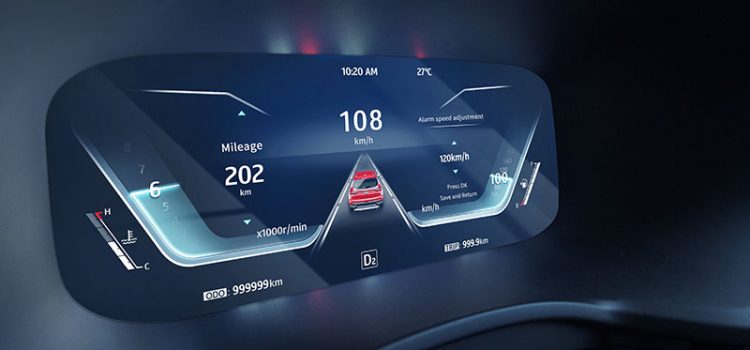 10:20 AM
27°C
108
km/h
Alarm speed adjustment
Mileage
202
km
120km/h
Press OK
Save and Return
8
7
6
5
100
km/h
x1000r/min
H
C
D2
ODO: 999999km
TRIP: 999.9km